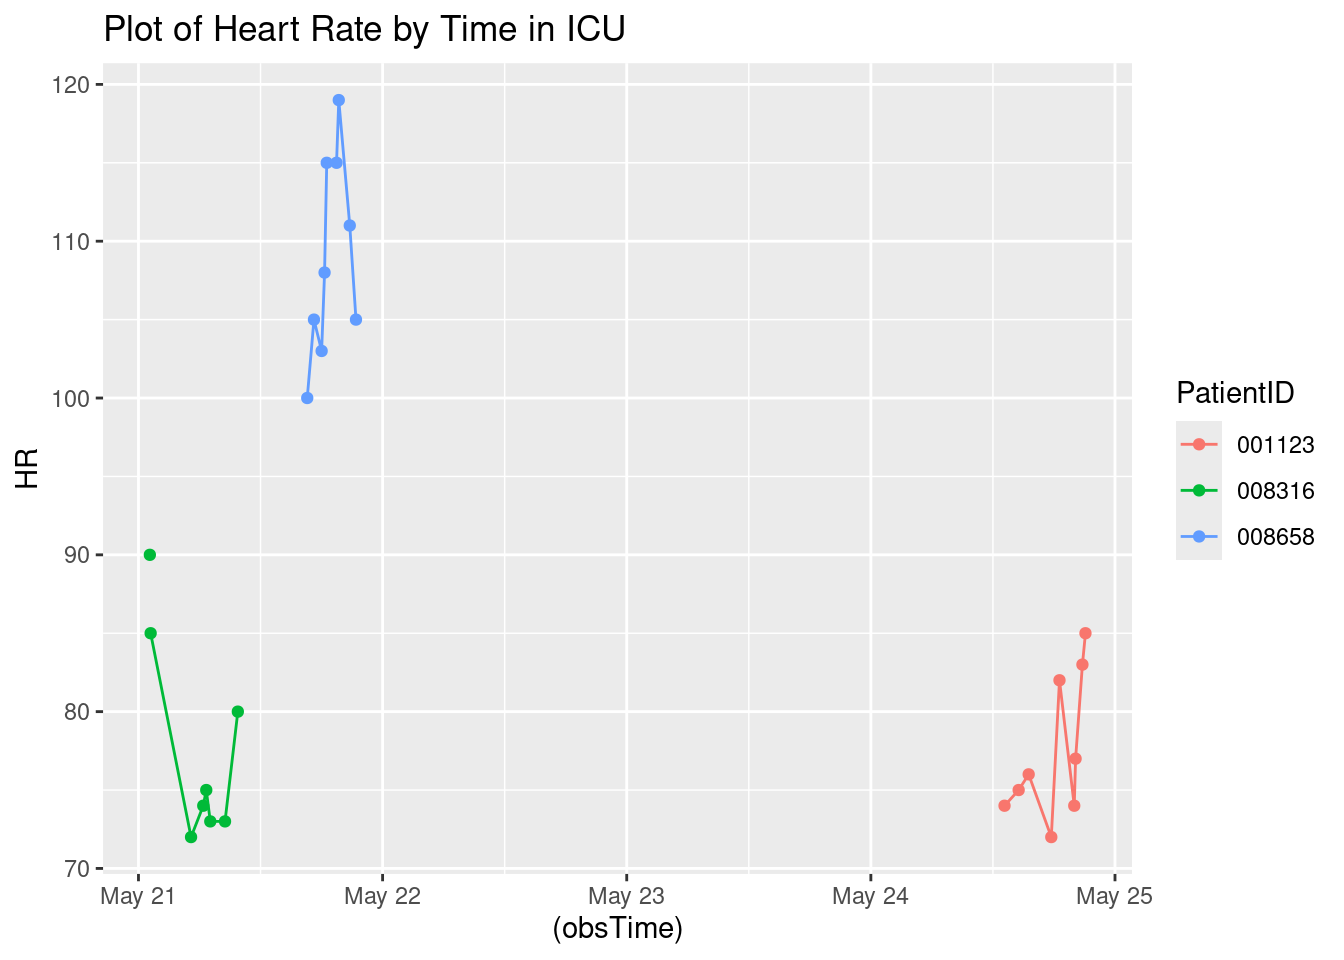 Plot of Heart Rate by Time in ICU
120
110
100
90
80
70
HR
May 21
May 22
May 23
May 24
May 25
(obsTime)
PatientID
001123
008316
008658